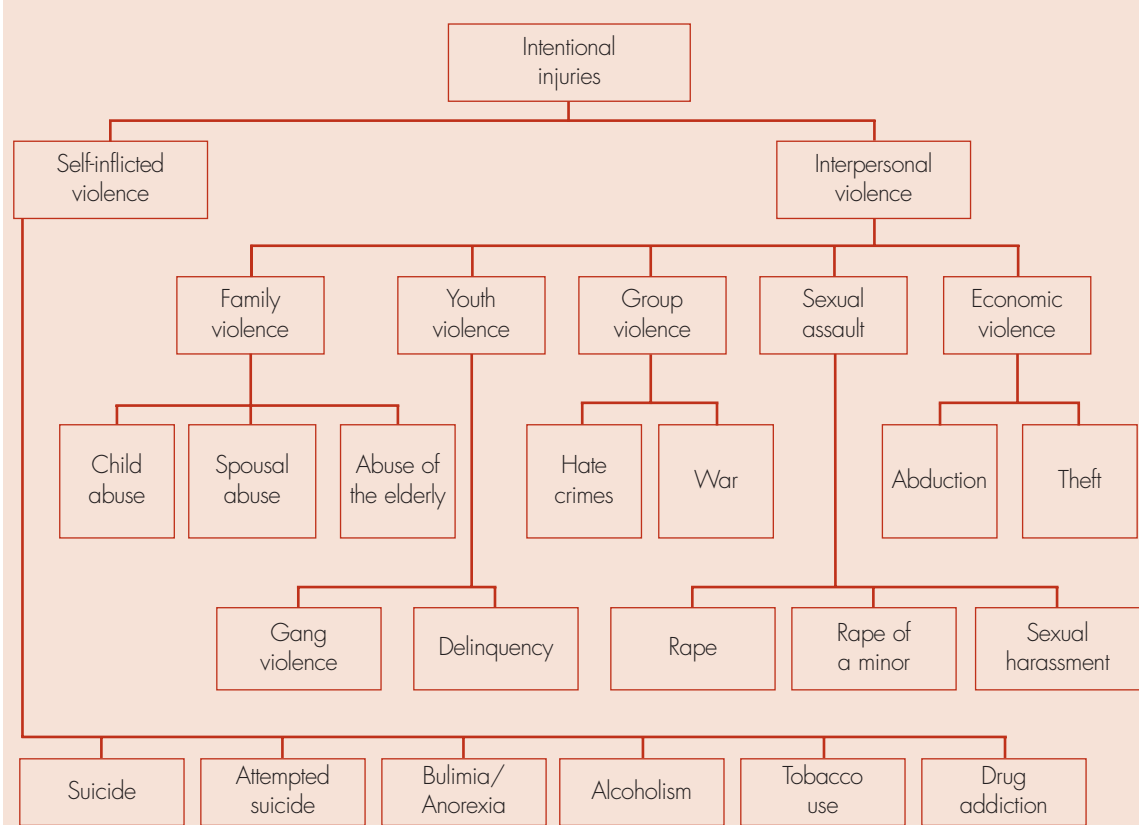 Intentional
injuries
Self-inflicted
violence
Interpersonal
violence
Family
violence
Youth
violence
Group
violence
Sexual
assault
Economic
violence
Child
abuse
Spousal
abuse
Abuse of
the elderly
Hate
crimes
War
Abduction
Theft
Gang
violence
Delinquency
Rape
Rape of
a minor
Sexual
harassment
Suicide
Attempted
suicide
Bulimia/
Anorexia
Alcoholism
Tobacco
use
Drug
addiction